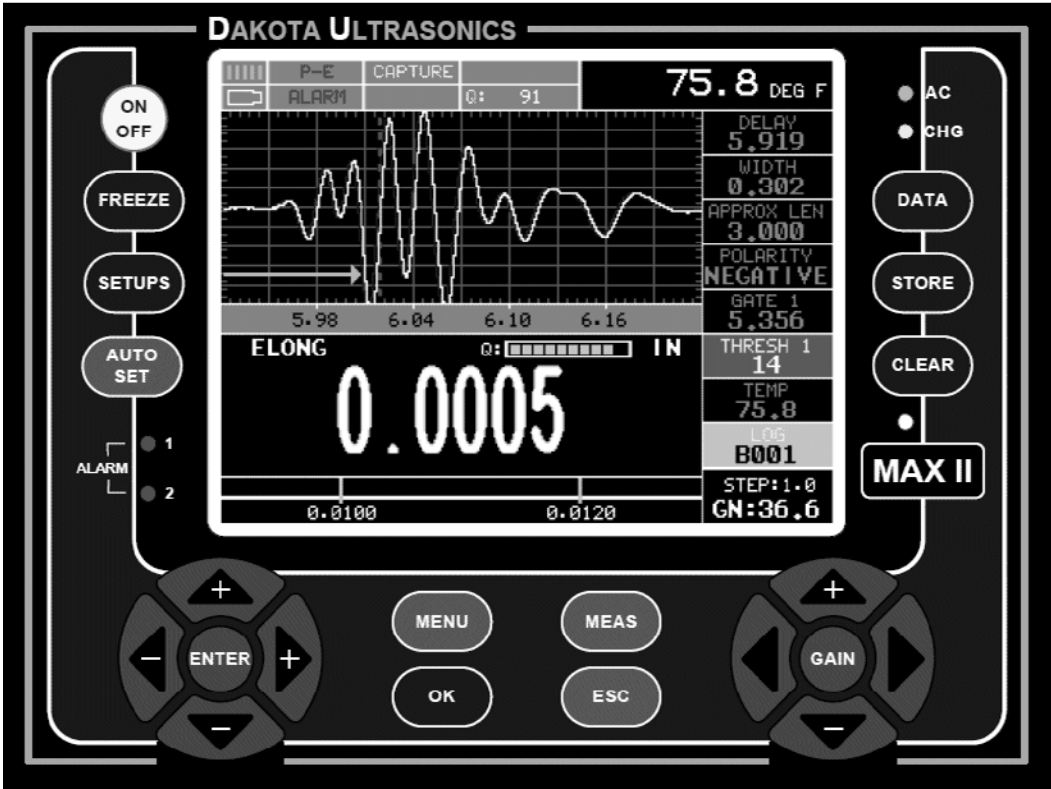 DAKOTA ULTRASONICS
P-E CAPTURE
ALARM Q: 91
75.8 DEG F
ON
OFF
FREEZE
SETUPS
AUTO
SET
ALARM
1
2
5.98 6.04 6.10 6.16
ELONG Q: IN
0.0005
0.0100 0.0120
DELAY
5.919
WIDTH
0.302
APPROX LEN
3.000
POLARITY
NEGATIVE
GATE 1
5.356
THRESH 1
14
TEMP
75.8
LOG
B001
STEP:1.0
GN:36.6
AC
CHG
DATA
STORE
CLEAR
MAX II
+
− ENTER +
−
MENU MEAS
OK ESC
+
GAIN
−